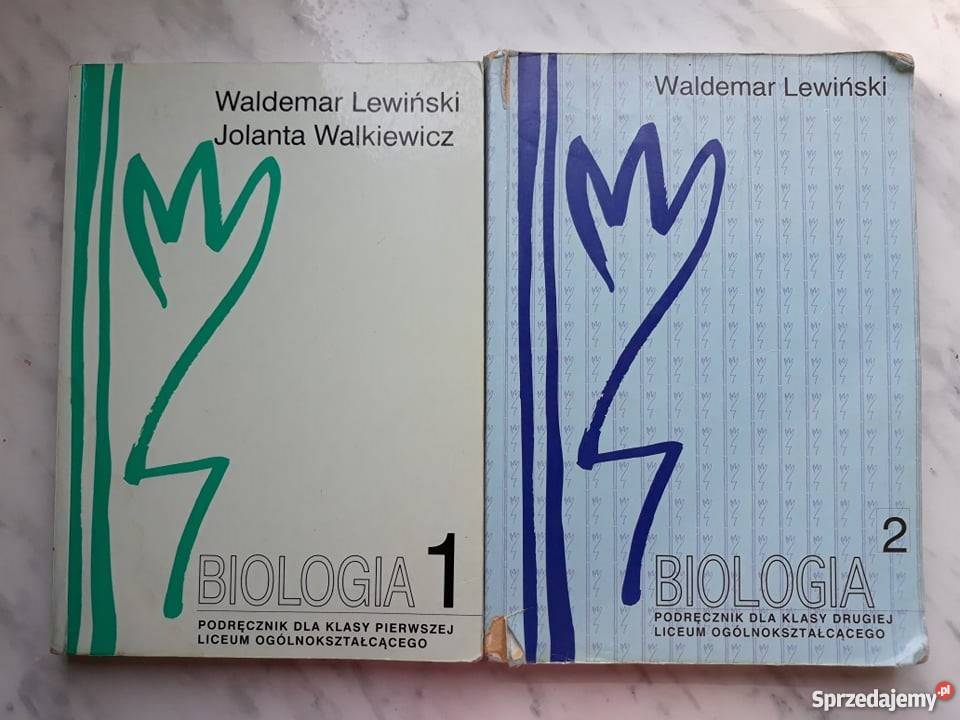 Waldemar Lewiński
Jolanta Walkiewicz
BIOLOGIA 1
PODRĘCZNIK DLA KLASY PIERWSZEJ
LICEUM OGÓLNOKSZTAŁCĄCEGO
Waldemar Lewiński
2
BIOLOGIA
PODRĘCZNIK DLA KLASY DRUGIEJ
LICEUM OGÓLNOKSZTAŁCĄCEGO
Sprzedajemy.pl